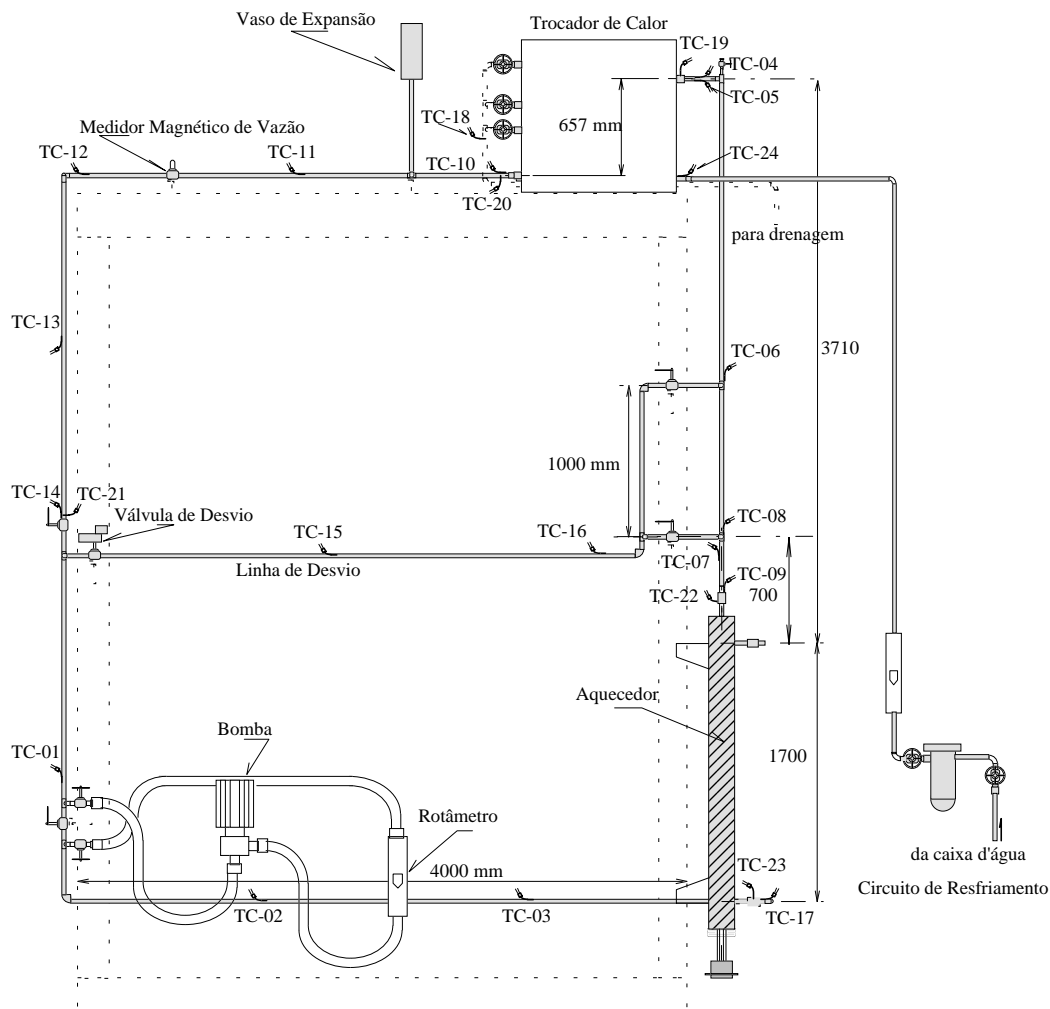 Vaso de Expansão
Trocador de Calor
TC-19
TC-04
TC-05
657 mm
TC-18
Medidor Magnético de Vazão
TC-12
TC-11
TC-10
TC-24
TC-20
para drenagem
TC-13
TC-06
3710
1000 mm
TC-14
TC-21
Válvula de Desvio
TC-15
TC-16
TC-08
TC-07
Linha de Desvio
TC-09
TC-22
700
Aquecedor
Bomba
1700
TC-01
Rotâmetro
da caixa d'água
4000 mm
TC-23
Circuito de Resfriamento
TC-02
TC-03
TC-17